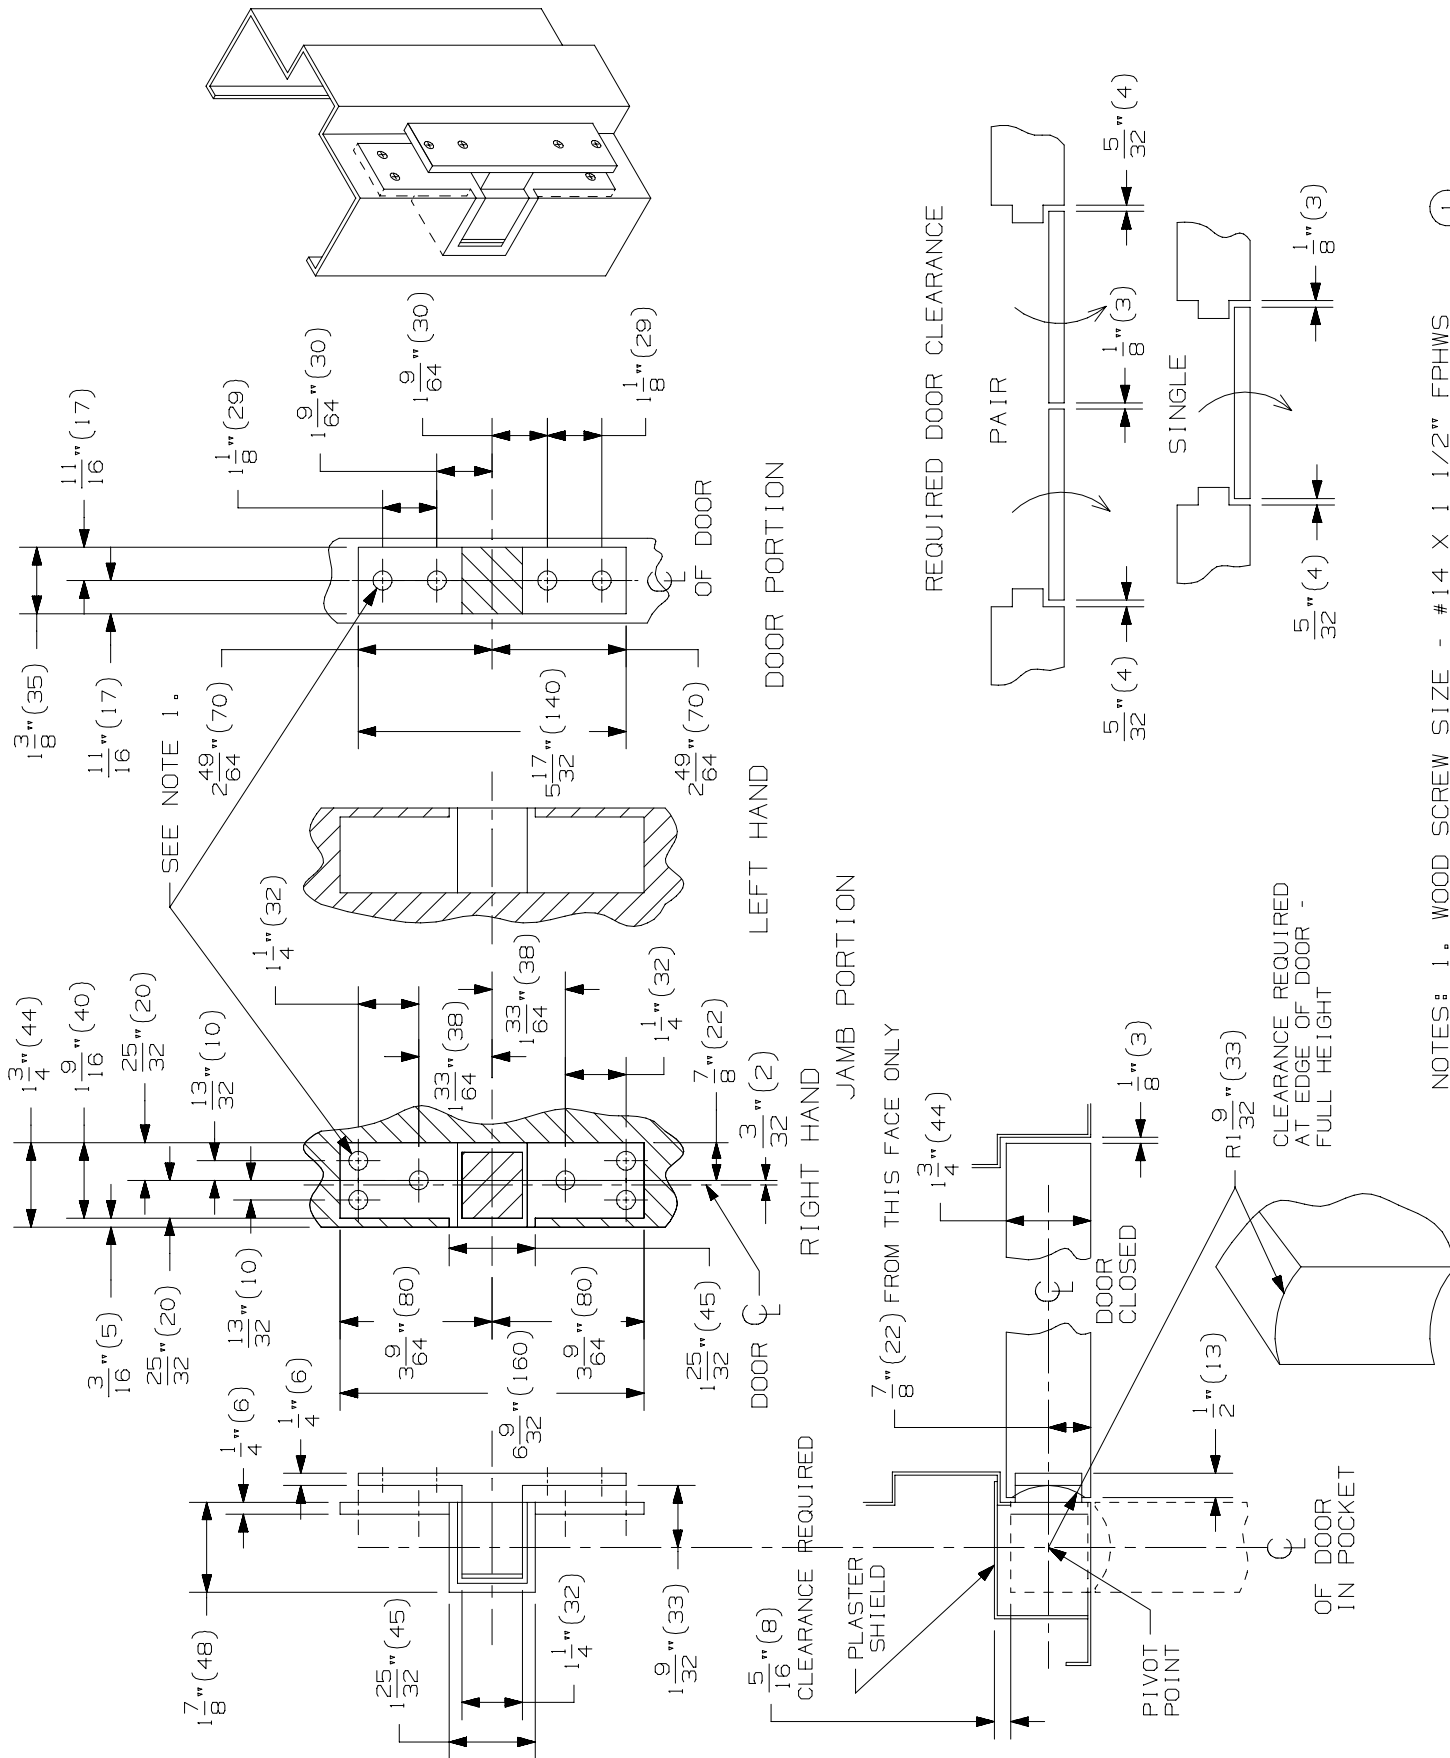 1 7/8" (48)
1/4" (6)
1/4" (6)
1 25/32" (45)
1 1/4" (32)
1 9/32" (33)
3/16" (5)
25/32" (20)
13/32" (10)
1 3/4" (44)
1 9/16" (40)
25/32" (20)
13/32" (10)
3 9/64" (80)
6 9/32" (160)
3 9/64" (80)
1 25/32" (45)
DOOR CL
1 1/4" (32)
1 33/64" (38)
1 33/64" (38)
1 1/4" (32)
7/8" (22)
3/32" (2)
RIGHT HAND
LEFT HAND
JAMB PORTION
SEE NOTE 1.
1 3/8" (35)
11/16" (17)
11/16" (17)
2 49/64" (70)
5 17/32" (140)
2 49/64" (70)
1 1/8" (29)
1 9/64" (30)
1 9/64" (30)
1 1/8" (29)
CL
OF DOOR
DOOR PORTION
5/16" (8)
CLEARANCE REQUIRED
PLASTER
SHIELD
PIVOT
POINT
7/8" (22) FROM THIS FACE ONLY
1 3/4" (44)
CL
DOOR
CLOSED
1/8" (3)
1/2" (13)
CL
OF DOOR
IN POCKET
R1 9/32" (33)
CLEARANCE REQUIRED
AT EDGE OF DOOR -
FULL HEIGHT
REQUIRED DOOR CLEARANCE
PAIR
5/32" (4)
1/8" (3)
5/32" (4)
SINGLE
5/32" (4)
1/8" (3)
NOTES: 1. WOOD SCREW SIZE - #14 X 1 1/2" FPHWS
1